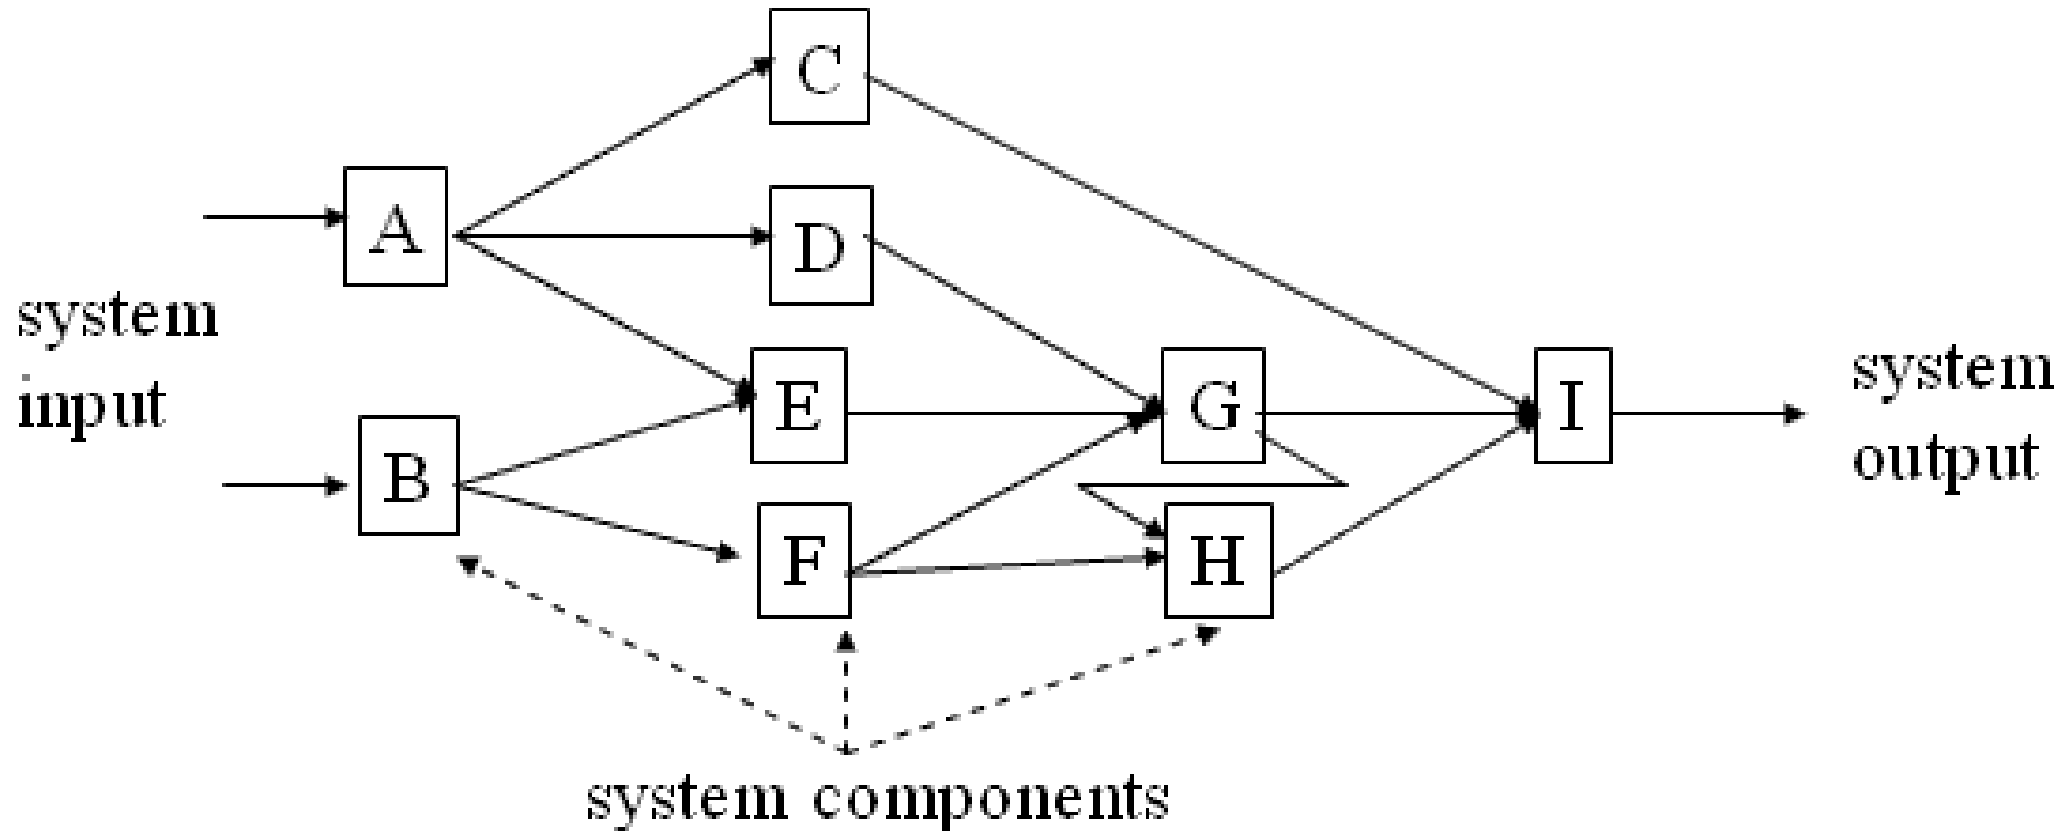 C
A
D
system
input
E
G
I
system
output
B
F
H
system components